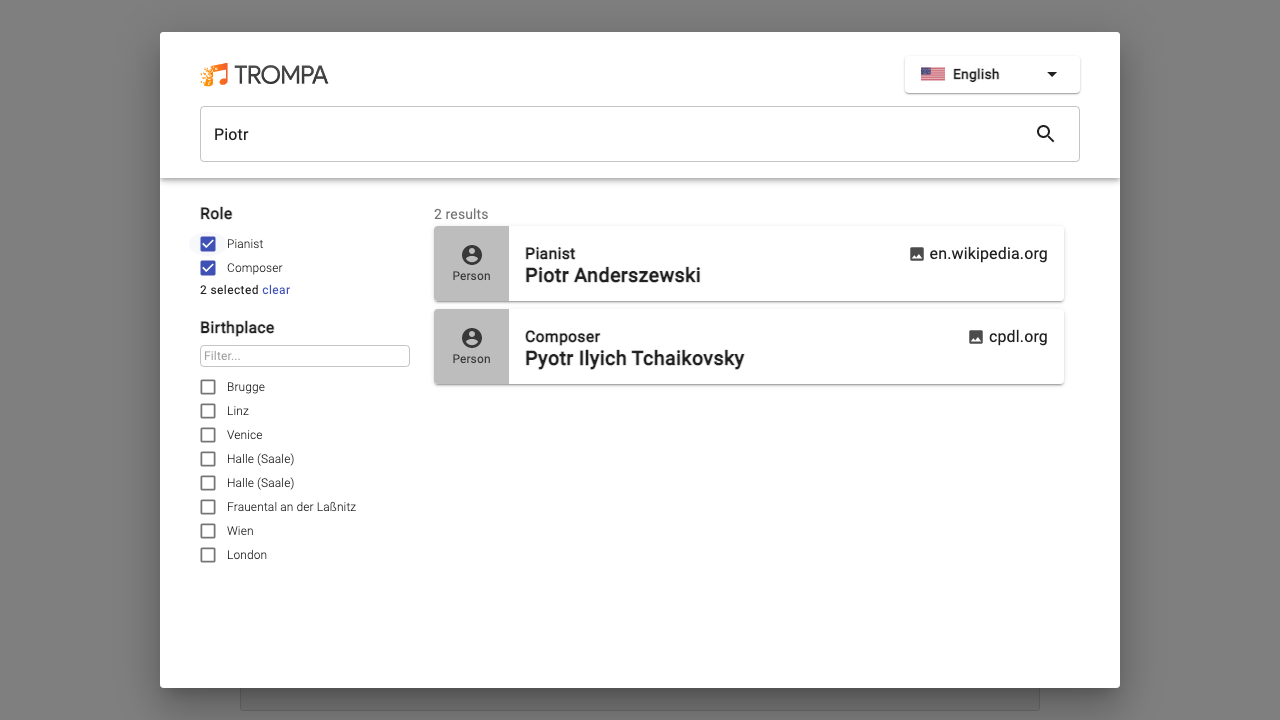 TROMPA
English
Piotr
Role
Pianist
Composer
2 selected clear
Birthplace
Filter...
Brugge
Linz
Venice
Halle (Saale)
Halle (Saale)
Frauental an der Laßnitz
Wien
London
2 results
Person
Pianist
Piotr Anderszewski
en.wikipedia.org
Person
Composer
Pyotr Ilyich Tchaikovsky
cpdl.org